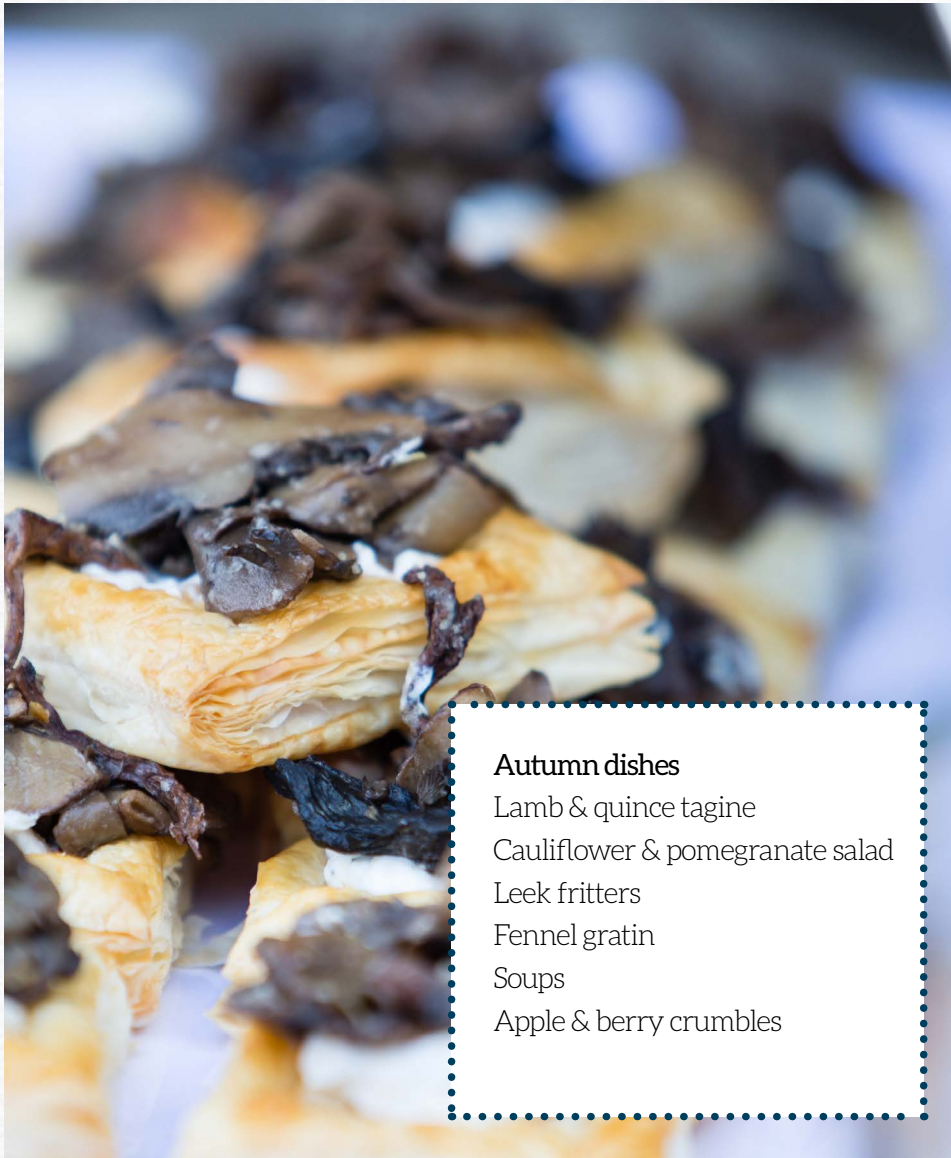 Autumn dishes
Lamb & quince tagine
Cauliflower & pomegranate salad
Leek fritters
Fennel gratin
Soups
Apple & berry crumbles